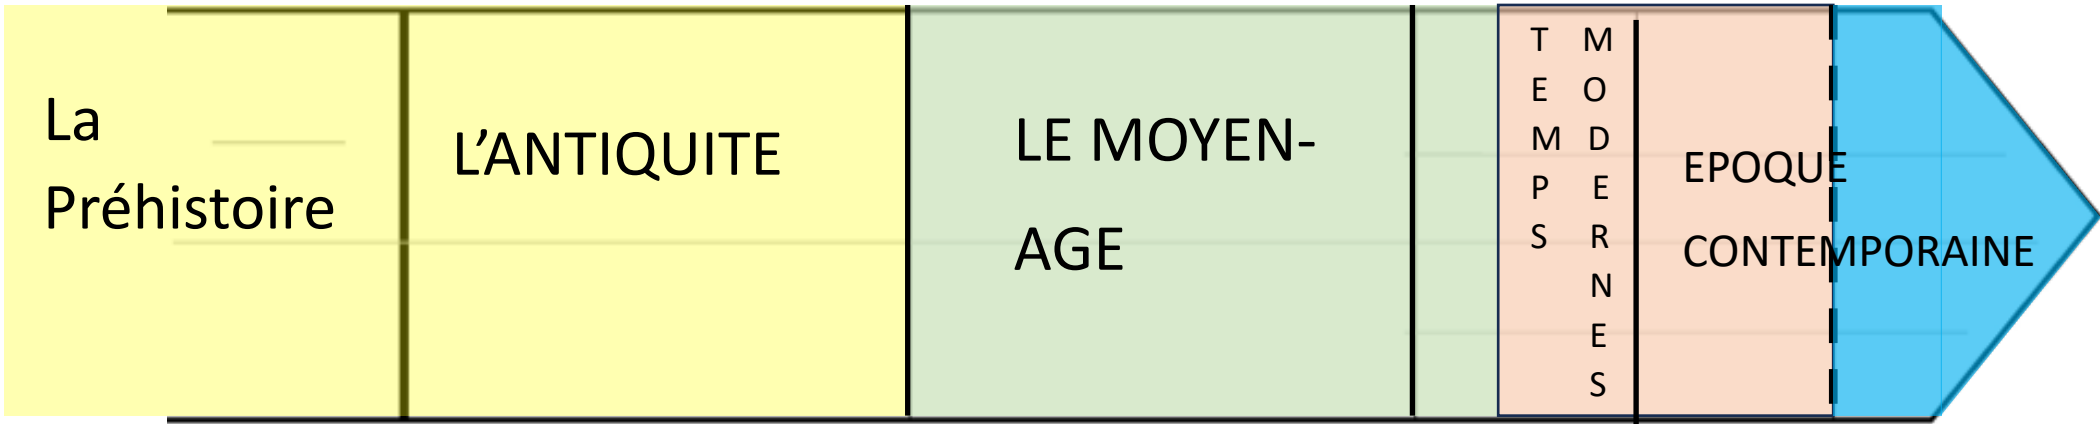 La
Préhistoire
L’ANTIQUITE
LE MOYEN-
AGE
TEMPS
MODERNES
EPOQUE
CONTEMPORAINE